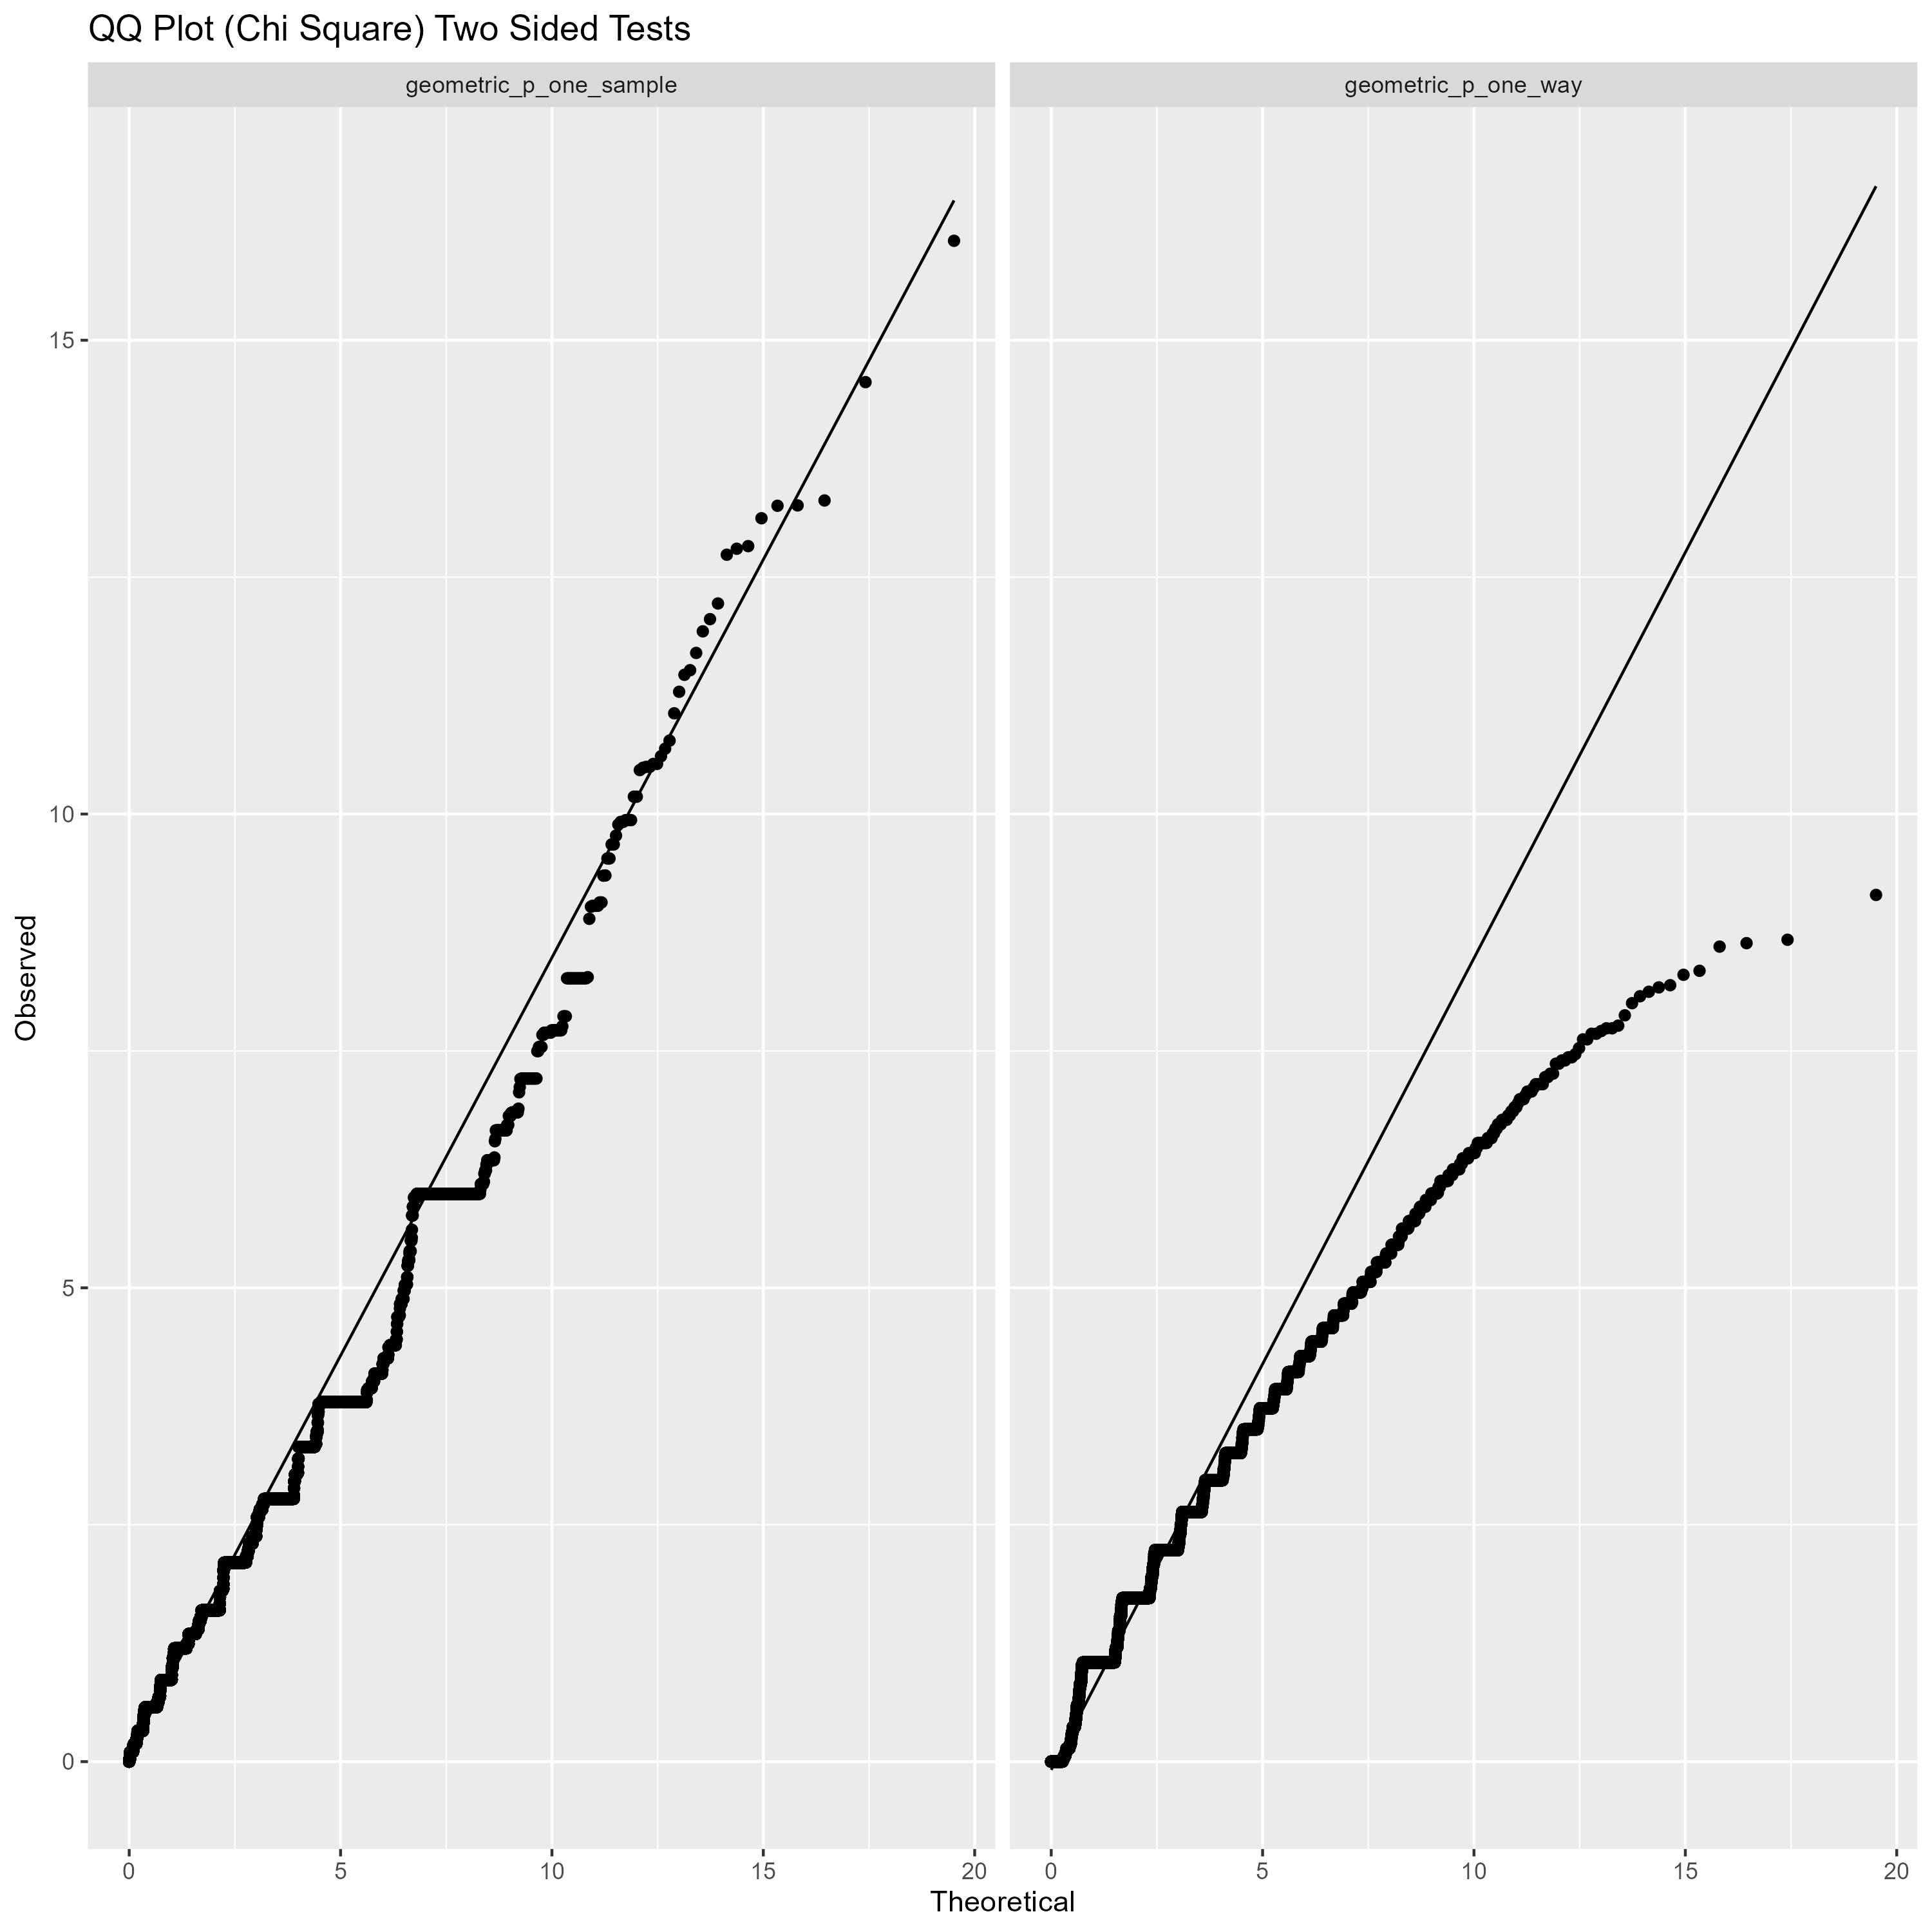 QQ Plot (Chi Square) Two Sided Tests
geometric_p_one_sample
geometric_p_one_way
15
10
5
0
Observed
0 5 10 15 20
0 5 10 15 20
Theoretical